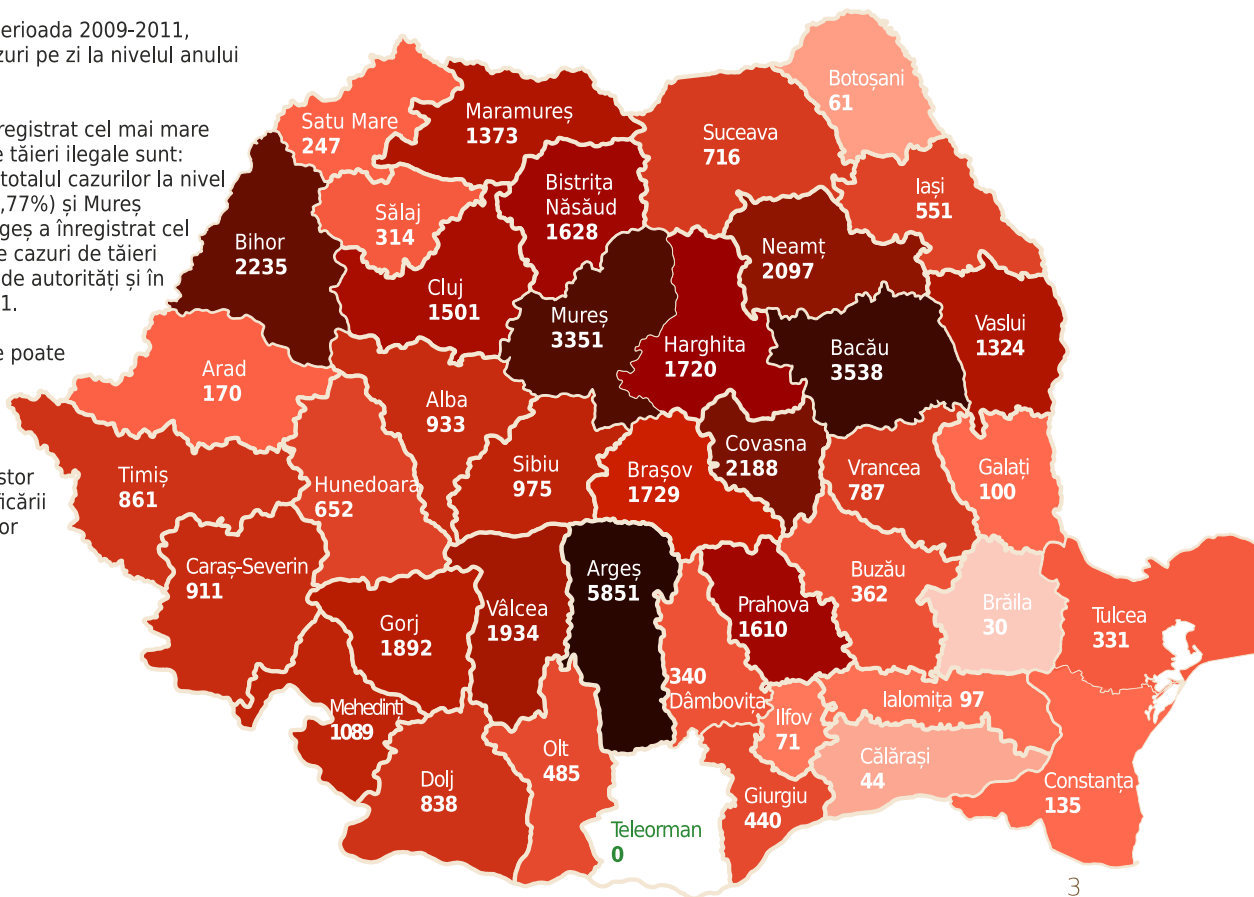 erioada 2009-2011,
zuri pe zi la nivelul anului
registrat cel mai mare
e tăieri ilegale sunt:
totalul cazurilor la nivel
,77%) și Mureș
geș a înregistrat cel
e cazuri de tăieri
de autorități și în
1.
e poate
stor
ficării
or
Satu Mare
247
Maramureș
1373
Suceava
716
Botoșani
61
Bihor
2235
Sălaj
314
Bistrița
Năsăud
1628
Iași
551
Neamț
2097
Cluj
1501
Mureș
3351
Harghita
1720
Bacău
3538
Vaslui
1324
Arad
170
Alba
933
Timiș
861
Hunedoara
652
Sibiu
975
Brașov
1729
Covasna
2188
Vrancea
787
Galați
100
Caraș-Severin
911
Gorj
1892
Vâlcea
1934
Argeș
5851
340
Dâmbovița
Prahova
1610
Buzău
362
Brăila
30
Tulcea
331
Mehedinți
1089
Dolj
838
Olt
485
Teleorman
0
Giurgiu
440
Ilfov
71
Ialomița 97
Călărași
44
Constanța
135
3